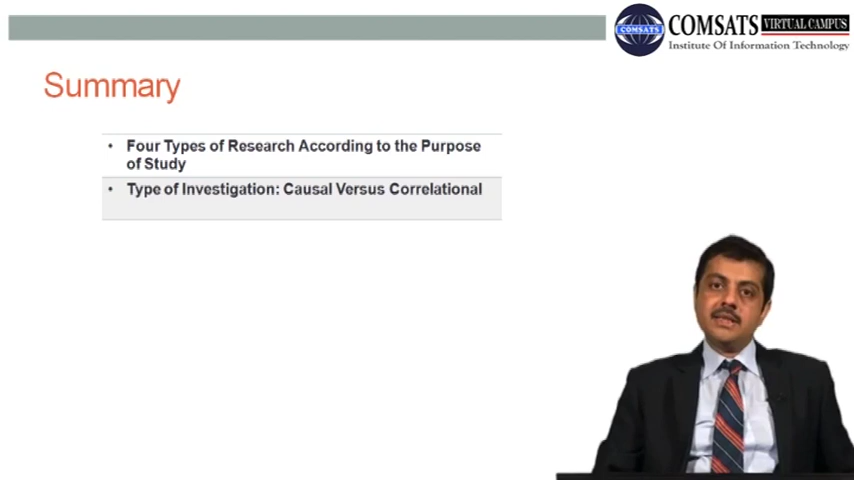 COMSATS
COMSATS VIRTUAL CAMPUS
Institute Of Information Technology
Summary
• Four Types of Research According to the Purpose
of Study
• Type of Investigation: Causal Versus Correlational